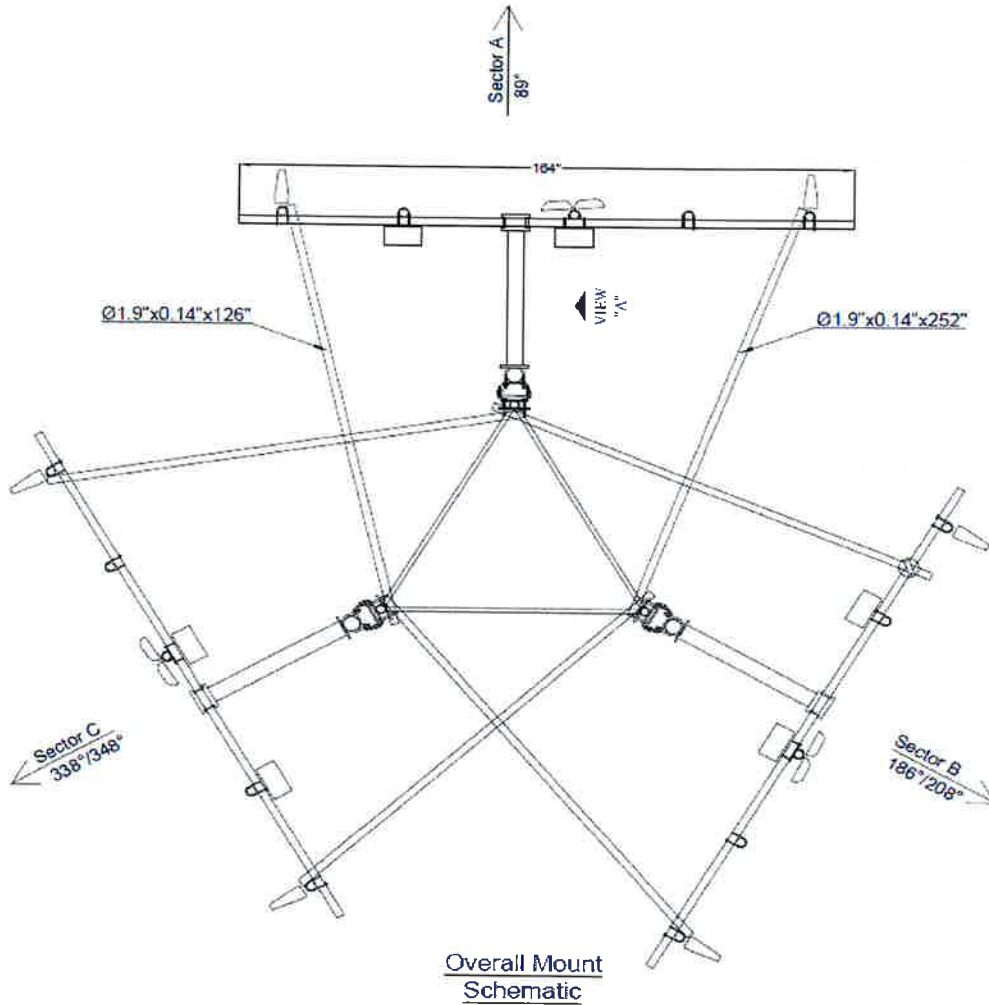 Sector A
89°
164"
Ø1.9"x0.14"x126"
VIEW
"A"
Ø1.9"x0.14"x252"
Sector C
338°/348°
Sector B
186°/208°
Overall Mount
Schematic